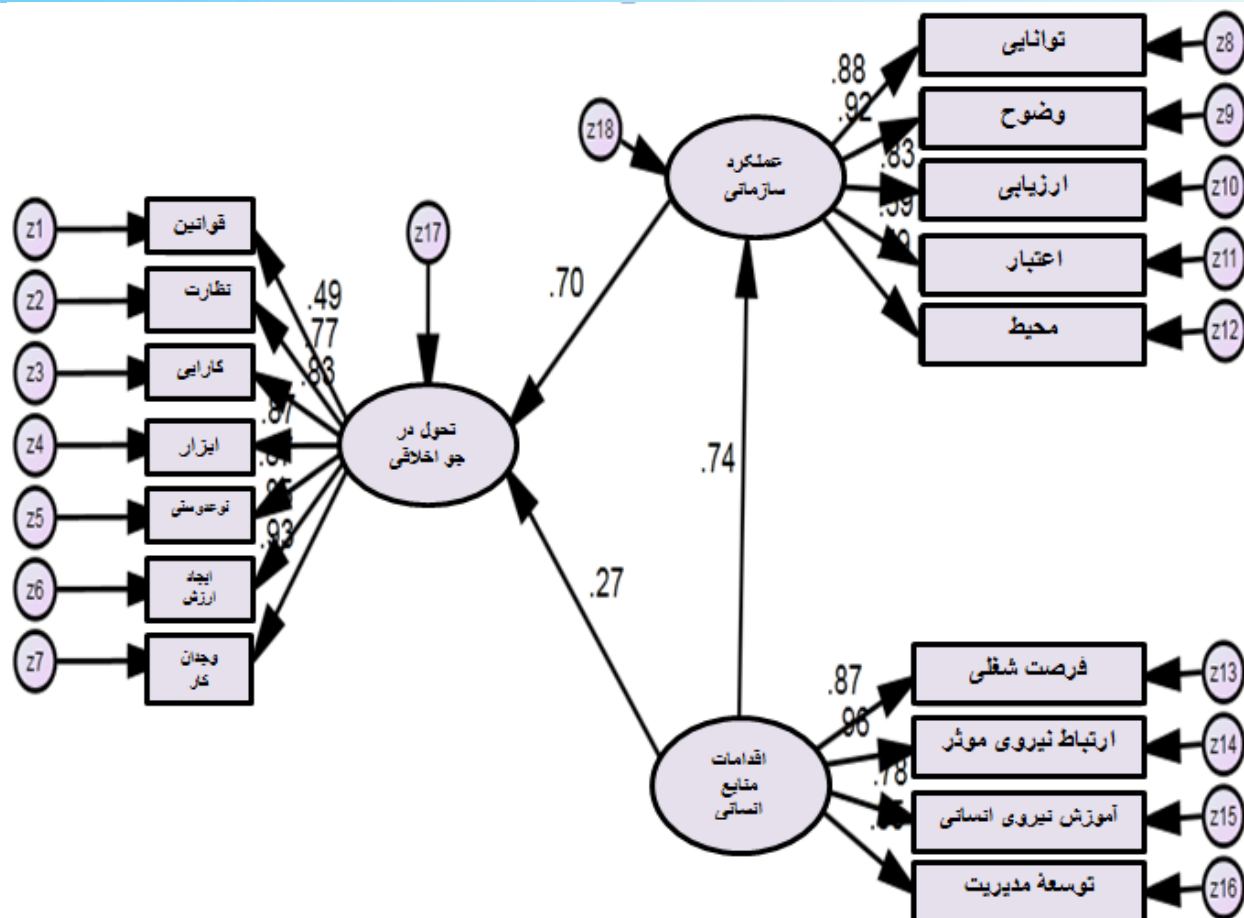 توانایی
z8
.88
.92
وضوح
z9
z18
عملکرد
سازمانی
.83
ارزیابی
z10
z1
قوانین
z17
اعتبار
z11
z2
نظارت
.49
.70
محیط
z12
.77
z3
کارایی
.83
z4
ابزار
.87
تحول در
جو اخلاقی
.74
z5
نوعدوستی
.93
z6
ایجاد
ارزش
.27
z7
وجدان
کار
فرصت شغلی
z13
.87
.96
ارتباط نیروی موثر
z14
اقدامات
منابع
انسانی
.78
آموزش نیروی انسانی
z15
توسعۀ مدیریت
z16